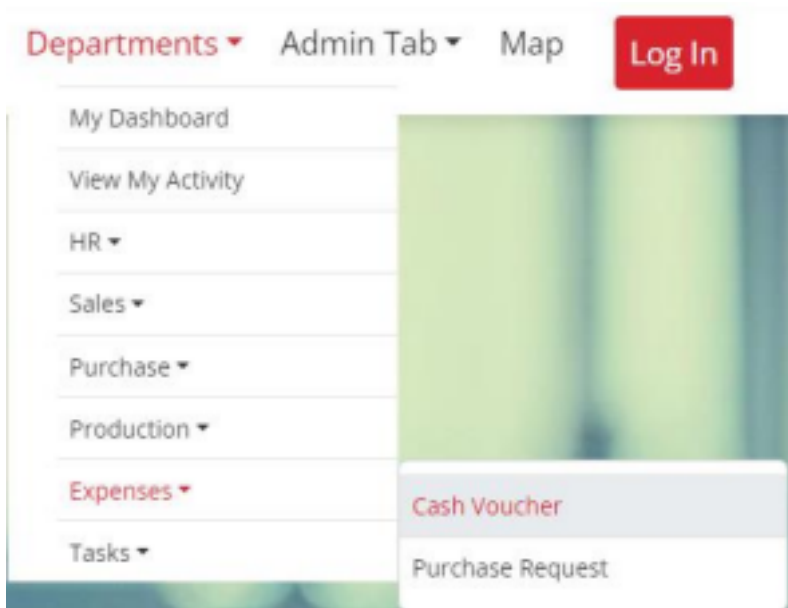 Departments Admin Tab Map Log In
My Dashboard
View My Activity
HR
Sales
Purchase
Production
Expenses
Cash Voucher
Tasks
Purchase Request